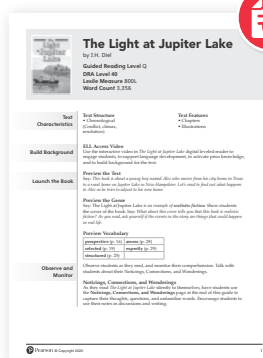 The Light at Jupiter Lake
by J.H. Diel
Guided Reading Level Q
DRA Level 40
Lexile Measure 800L
Word Count 3,356
Text
Characteristics
Text Structure
• Chronological
(Conflict, climax,
resolution)
Text Features
• Chapters
• Illustrations
Build Background
ELL Access Video
Use the interactive video in The Light at Jupiter Lake digital leveled reader to
engage students, to support language development, to activate prior knowledge,
and to build background for the text.
Launch the Book
Preview the Text
Say: This book is about a young boy named Alex who moves from his city home in Texas
to a rural home on Jupiter Lake in New Hampshire. Let's read to find out what happens
to Alex as he tries to adjust to his new home.
Preview the Genre
Say: The Light at Jupiter Lake is an example of realistic fiction. Show students
the cover of the book. Say: What about this cover tells you that this book is realistic
fiction? As you read, ask yourself if the events in the story are things that could happen
in real life.
Preview Vocabulary
perspective (p. 16) access (p. 28)
selected (p. 19) expertly (p. 29)
structured (p. 25)
Observe and
Monitor
Observe students as they read, and monitor their comprehension. Talk with
students about their Noticings, Connections, and Wonderings.
Noticings, Connections, and Wonderings
As they read The Light at Jupiter Lake silently to themselves, have students use
the Noticings, Connections, and Wonderings page at the end of this guide to
capture their thoughts, questions, and unfamiliar words. Encourage students to
use their notes in discussions and writing.
Pearson © Copyright 2020
1